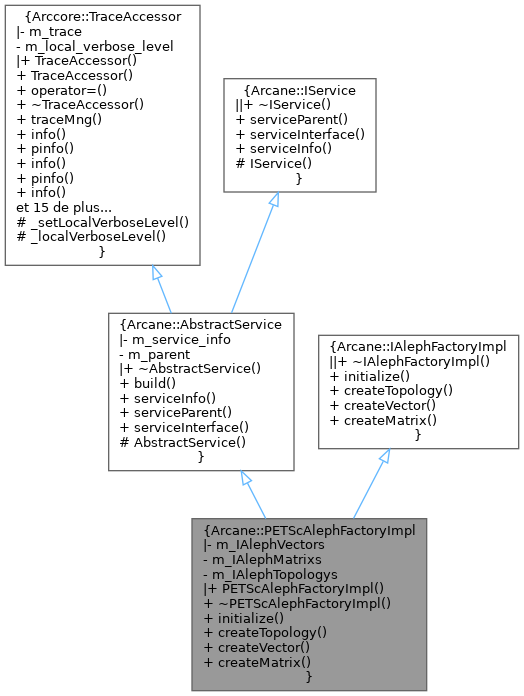 {Arccore::TraceAccessor
|- m_trace
- m_local_verbose_level
|+ TraceAccessor()
+ TraceAccessor()
+ operator=()
+ ~TraceAccessor()
+ traceMng()
+ info()
+ pinfo()
+ info()
+ pinfo()
+ info()
et 15 de plus...
# _setLocalVerboseLevel()
# _localVerboseLevel()
}
{Arcane::IService
||+ ~IService()
+ serviceParent()
+ serviceInterface()
+ serviceInfo()
# IService()
}
{Arcane::AbstractService
|- m_service_info
- m_parent
|+ ~AbstractService()
+ build()
+ serviceInfo()
+ serviceParent()
+ serviceInterface()
# AbstractService()
}
{Arcane::IAlephFactoryImpl
||+ ~IAlephFactoryImpl()
+ initialize()
+ createTopology()
+ createVector()
+ createMatrix()
}
{Arcane::PETScAlephFactoryImpl
|- m_IAlephVectors
- m_IAlephMatrixs
- m_IAlephTopologys
|+ PETScAlephFactoryImpl()
+ ~PETScAlephFactoryImpl()
+ initialize()
+ createTopology()
+ createVector()
+ createMatrix()
}